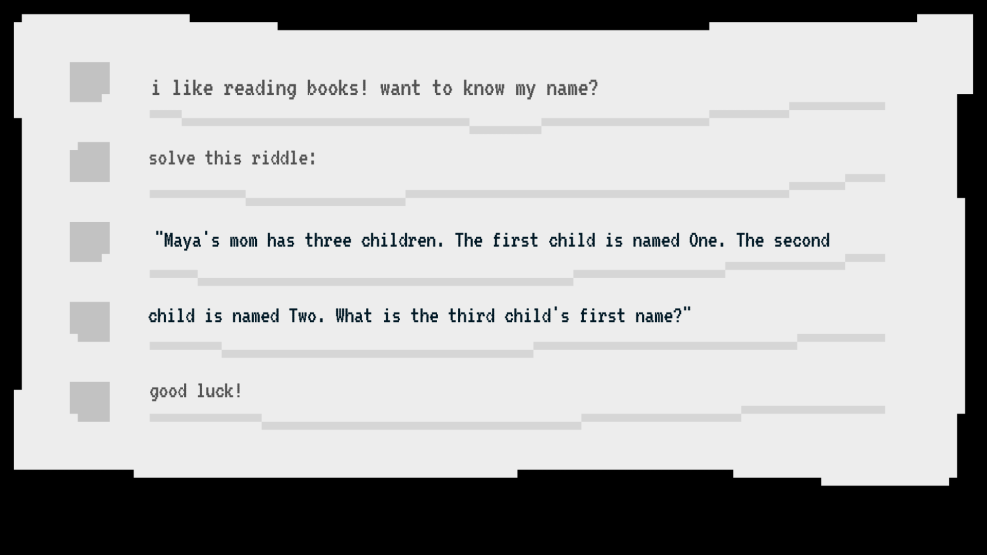 i like reading books! want to know my name?
solve this riddle:
"Maya's mom has three children. The first child is named One. The second
child is named Two. What is the third child's first name?"
good luck!